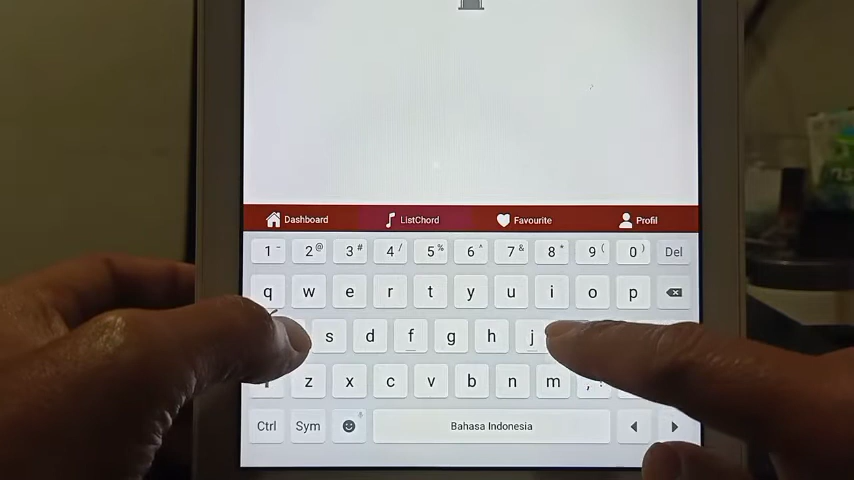 Dashboard ListChord Favourite Profil
1 - 2 @ 3 # 4 / 5 % 6 ^ 7 & 8 * 9 ( 0 ) Del
q w e r t y u i o p
s d f g h j
z x c v b n m , !
Ctrl Sym Bahasa Indonesia